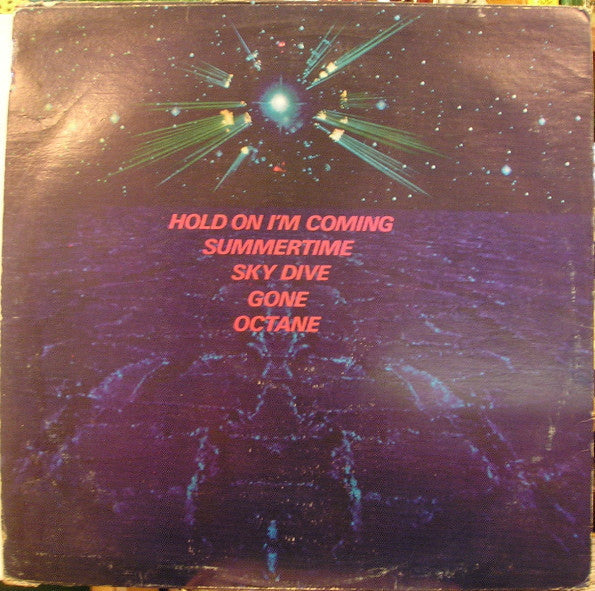 HOLD ON I'M COMING
SUMMERTIME
SKY DIVE
GONE
OCTANE